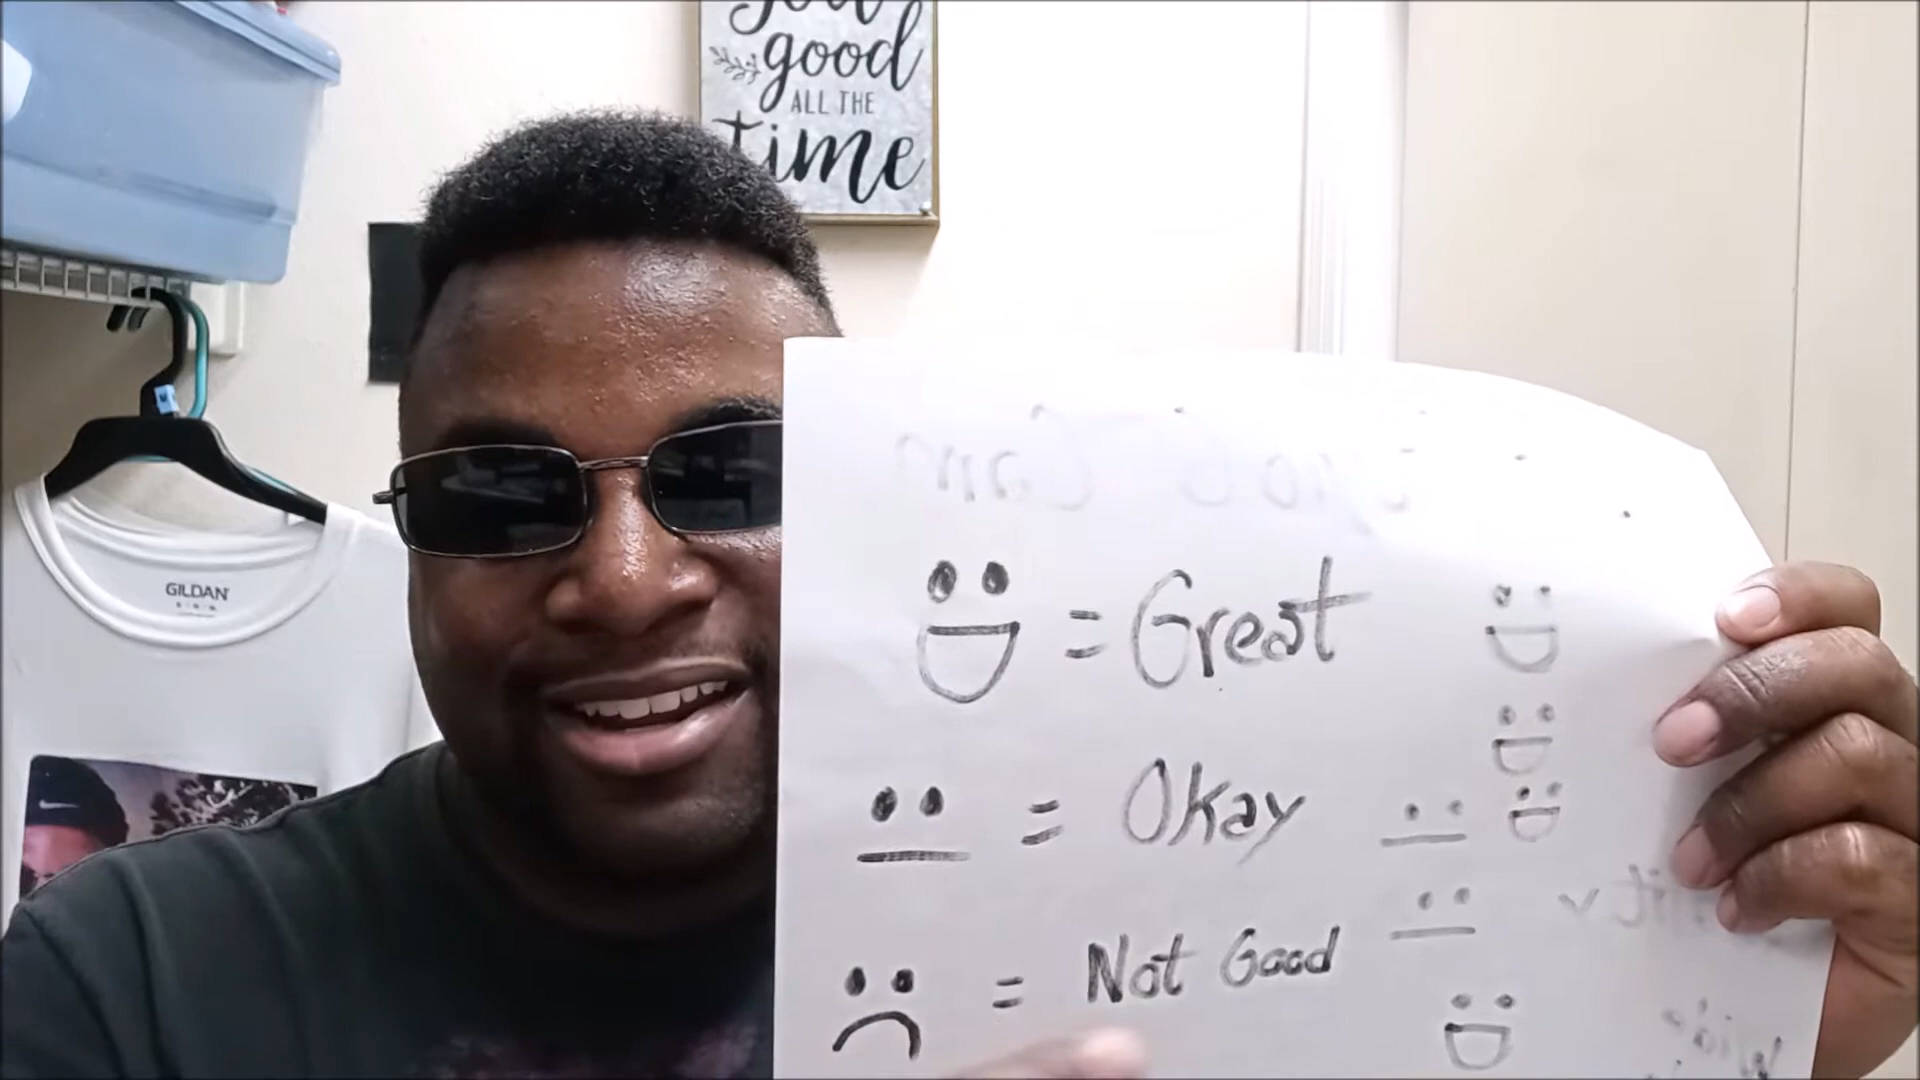 good
ALL THE
time
GILDAN
= Great
= Okay
= Not Good